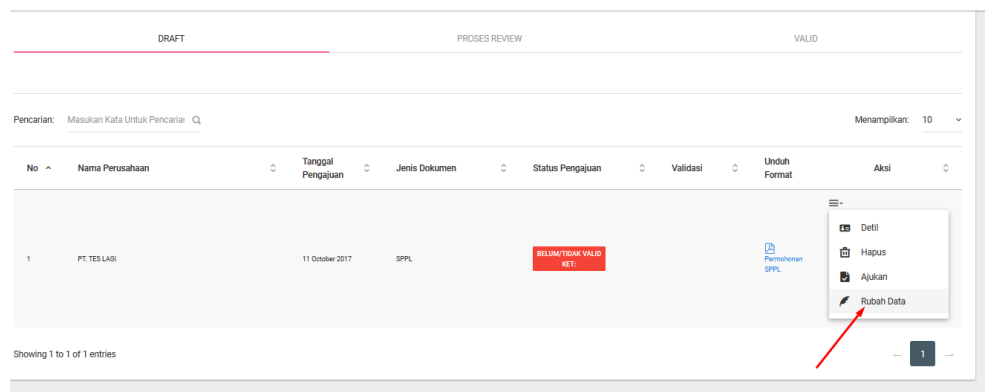 DRAFT PROSES REVIEW VALID
Pencarian: Masukan Kata Untuk Pencarian Menampilkan: 10
No Nama Perusahaan Tanggal Pengajuan Jenis Dokumen Status Pengajuan Validasi Unduh Format Aksi
1 PT. TES LAGI 11 October 2017 SPPL BELUM/TIDAK VALID KET: Permohonan SPPL
Detil
Hapus
Ajukan
Rubah Data
Showing 1 to 1 of 1 entries 1